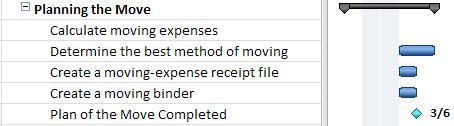 Planning the Move
Calculate moving expenses
Determine the best method of moving
Create a moving-expense receipt file
Create a moving binder
Plan of the Move Completed 3/6